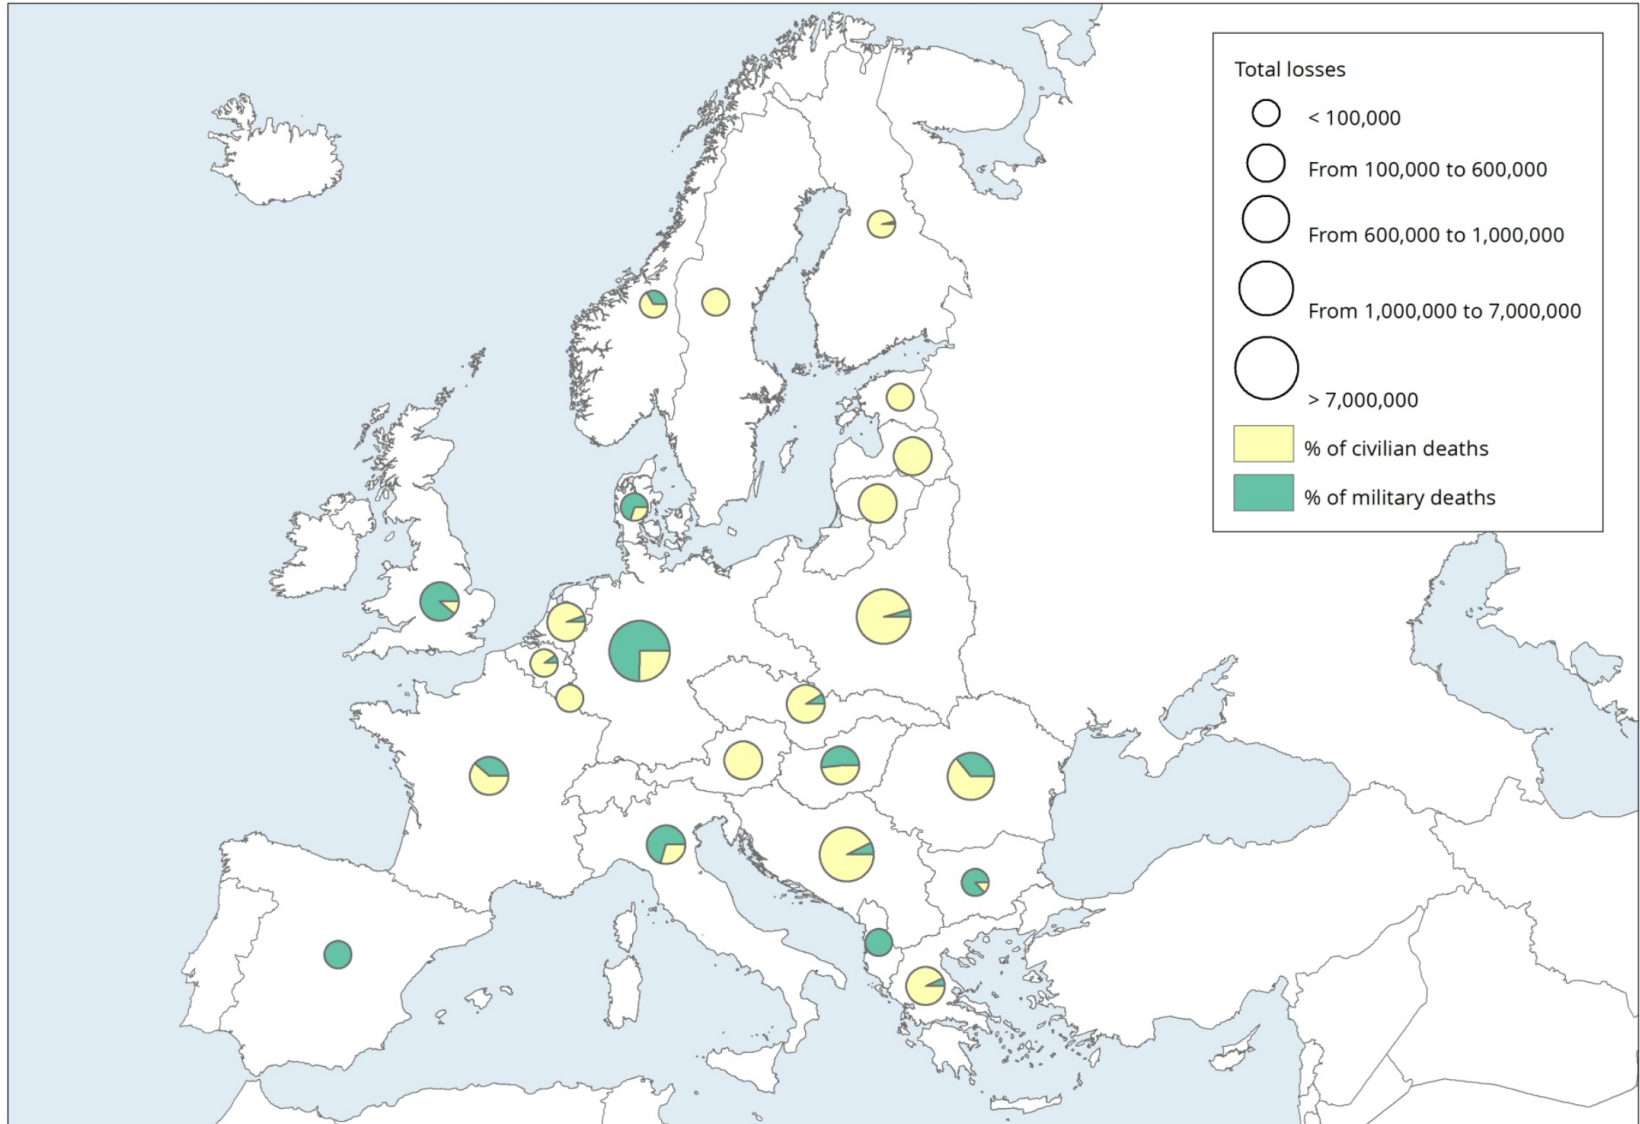 Total losses
< 100,000
From 100,000 to 600,000
From 600,000 to 1,000,000
From 1,000,000 to 7,000,000
> 7,000,000
% of civilian deaths
% of military deaths